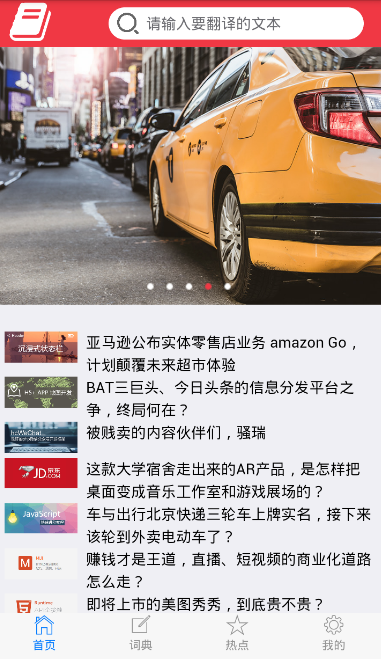 请输入要翻译的文本
亚马逊公布实体零售店业务 amazon Go，
计划颠覆未来超市体验
沉浸式状态栏
BAT三巨头、今日头条的信息分发平台之
争，终局何在？
被贱卖的内容伙伴们，骚瑞
这款大学宿舍走出来的AR产品，是怎样把
桌面变成音乐工作室和游戏展场的？
JD京东
JD.COM
车与出行北京快递三轮车上牌实名，接下来
该轮到外卖电动车了？
JavaScript
赚钱才是王道，直播、短视频的商业化道路
怎么走？
MUI
即将上市的美图秀秀，到底贵不贵？
Runtime
首页
词典
热点
我的